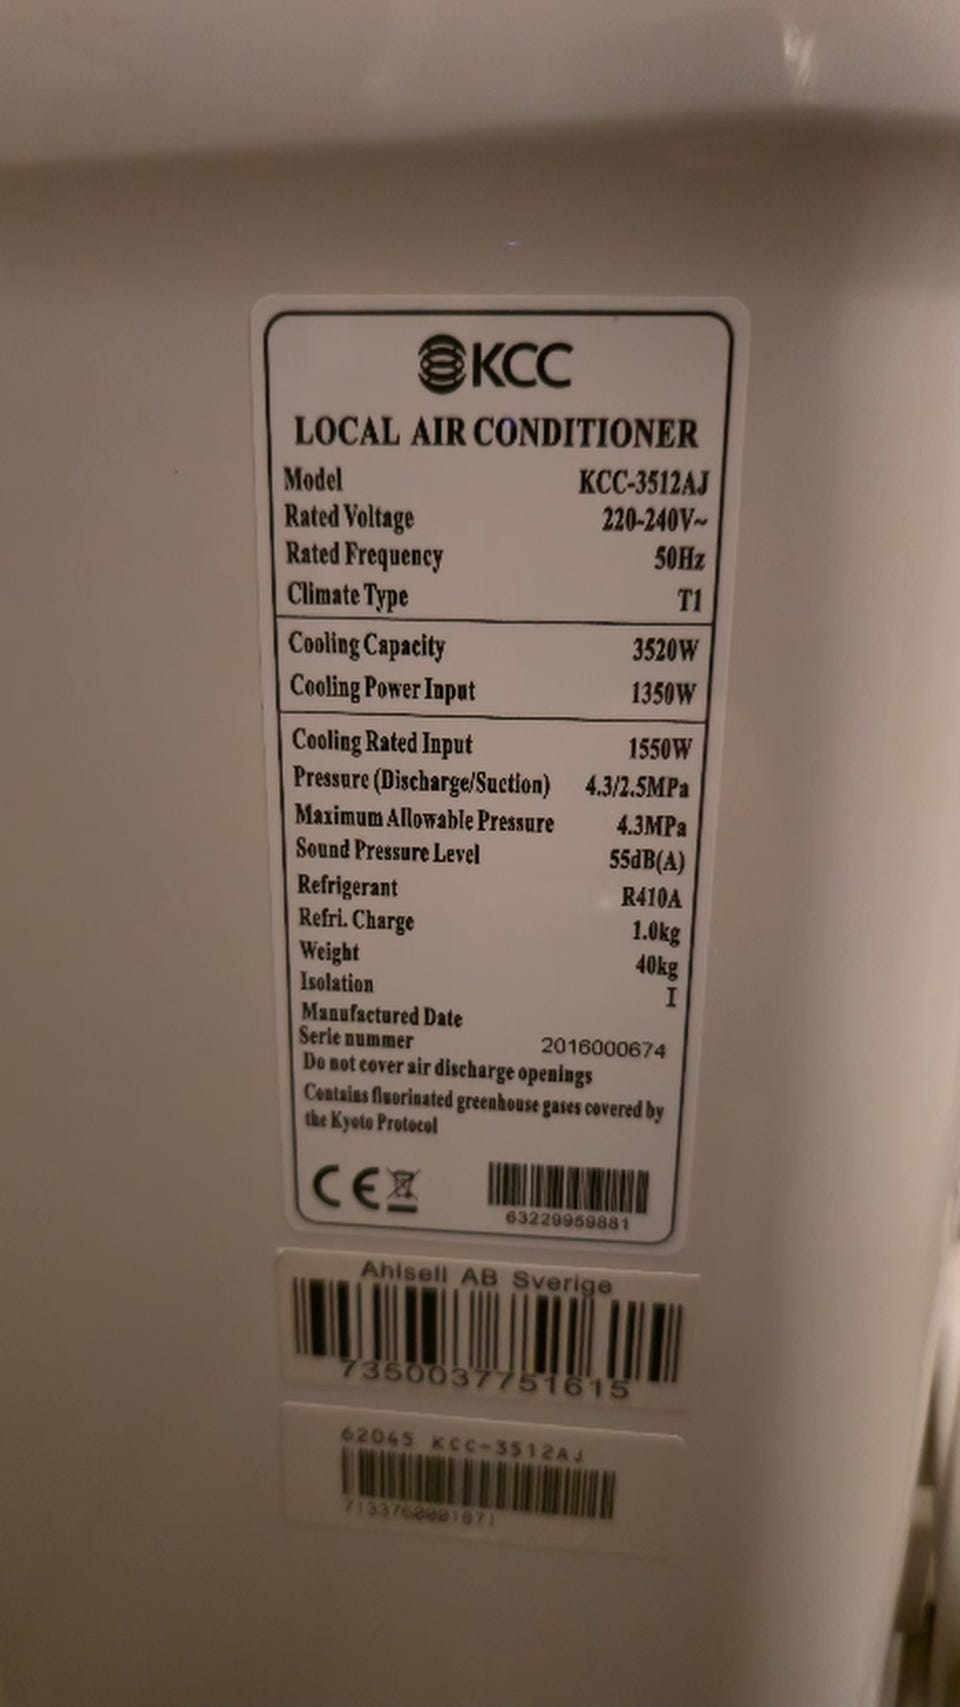 KCC
LOCAL AIR CONDITIONER
Model KCC-3512AJ
Rated Voltage 220-240V~
Rated Frequency 50Hz
Climate Type T1
Cooling Capacity 3520W
Cooling Power Input 1350W
Cooling Rated Input 1550W
Pressure (Discharge/Suction) 4.3/2.5MPa
Maximum Allowable Pressure 4.3MPa
Sound Pressure Level 55dB(A)
Refrigerant R410A
Refri. Charge 1.0kg
Weight 40kg
Isolation I
Manufactured Date
Serie nummer 2016000674
Do not cover air discharge openings
Contains fluorinated greenhouse gases covered by
the Kyoto Protocol
CE
63229959881
Ahlsell AB Sverige
7350037751615
62045 KCC-3512AJ